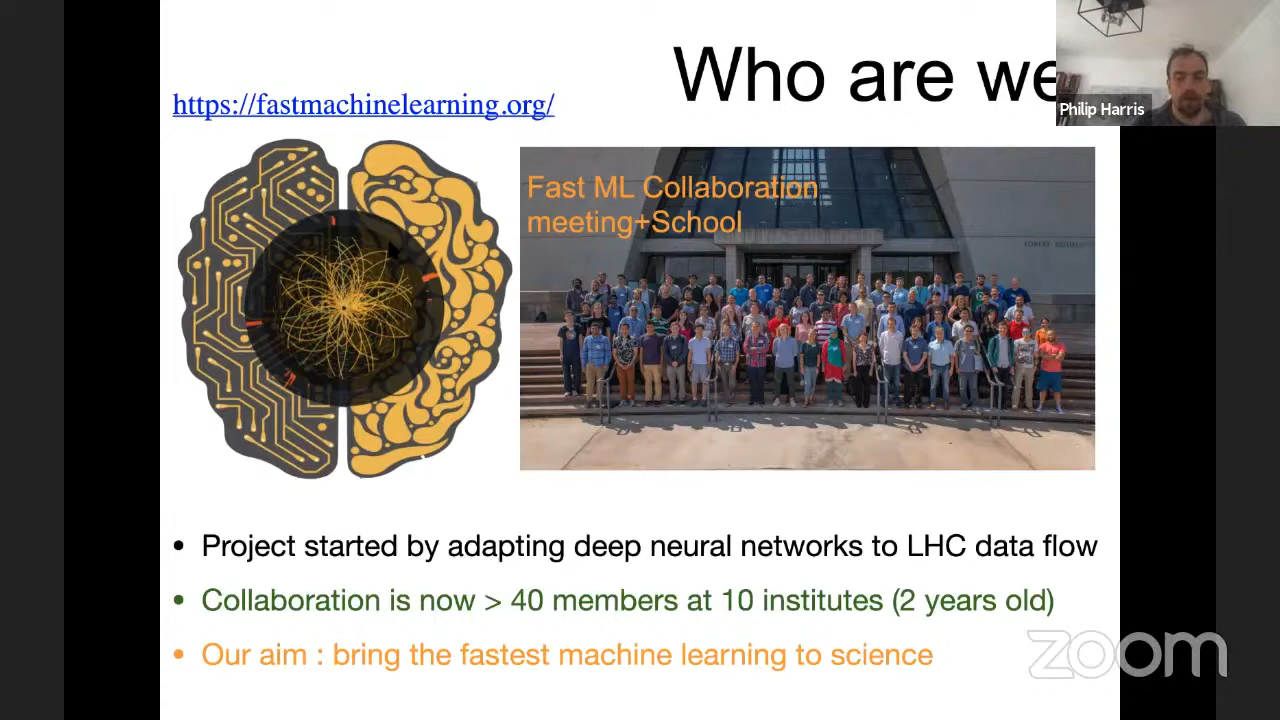 Who are we
https://fastmachinelearning.org/
Philip Harris
Fast ML Collaboration
meeting+School
• Project started by adapting deep neural networks to LHC data flow
• Collaboration is now > 40 members at 10 institutes (2 years old)
• Our aim : bring the fastest machine learning to science
zoom